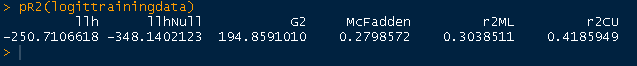 > pR2(logittrainingdata)
llh llhNull G2 McFadden r2ML r2CU
-250.7106618 -348.1402123 194.8591010 0.2798572 0.3038511 0.4185949
>